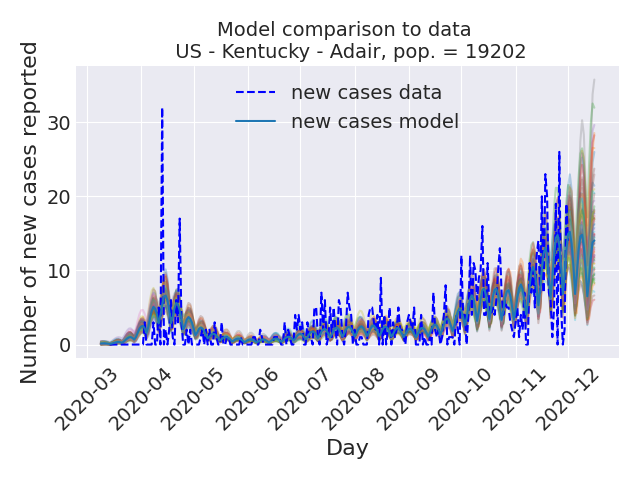 Model comparison to data
US - Kentucky - Adair, pop. = 19202
new cases data
new cases model
Number of new cases reported
30
20
10
0
2020-03
2020-04
2020-05
2020-06
2020-07
2020-08
2020-09
2020-10
2020-11
2020-12
Day